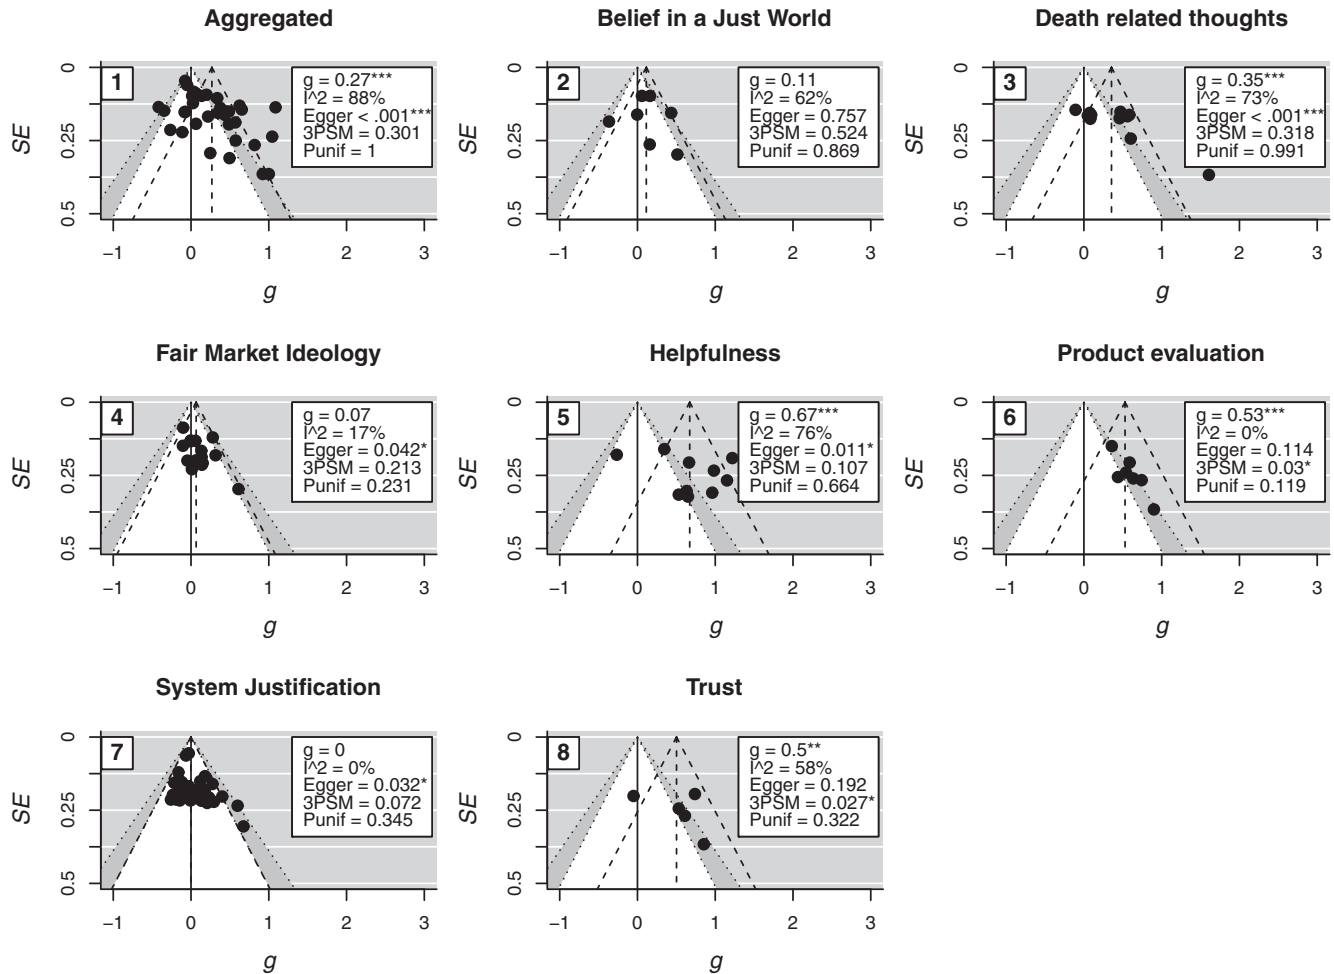 Aggregated
1
g = 0.27***
I^2 = 88%
Egger < .001***
3PSM = 0.301
Punif = 1
SE
0
0.25
0.5
−1 0 1 2 3
g
Belief in a Just World
2
g = 0.11
I^2 = 62%
Egger = 0.757
3PSM = 0.524
Punif = 0.869
SE
0
0.25
0.5
−1 0 1 2 3
g
Death related thoughts
3
g = 0.35***
I^2 = 73%
Egger < .001***
3PSM = 0.318
Punif = 0.991
SE
0
0.25
0.5
−1 0 1 2 3
g
Fair Market Ideology
4
g = 0.07
I^2 = 17%
Egger = 0.042*
3PSM = 0.213
Punif = 0.231
SE
0
0.25
0.5
−1 0 1 2 3
g
Helpfulness
5
g = 0.67***
I^2 = 76%
Egger = 0.011*
3PSM = 0.107
Punif = 0.664
SE
0
0.25
0.5
−1 0 1 2 3
g
Product evaluation
6
g = 0.53***
I^2 = 0%
Egger = 0.114
3PSM = 0.03*
Punif = 0.119
SE
0
0.25
0.5
−1 0 1 2 3
g
System Justification
7
g = 0
I^2 = 0%
Egger = 0.032*
3PSM = 0.072
Punif = 0.345
SE
0
0.25
0.5
−1 0 1 2 3
g
Trust
8
g = 0.5**
I^2 = 58%
Egger = 0.192
3PSM = 0.027*
Punif = 0.322
SE
0
0.25
0.5
−1 0 1 2 3
g